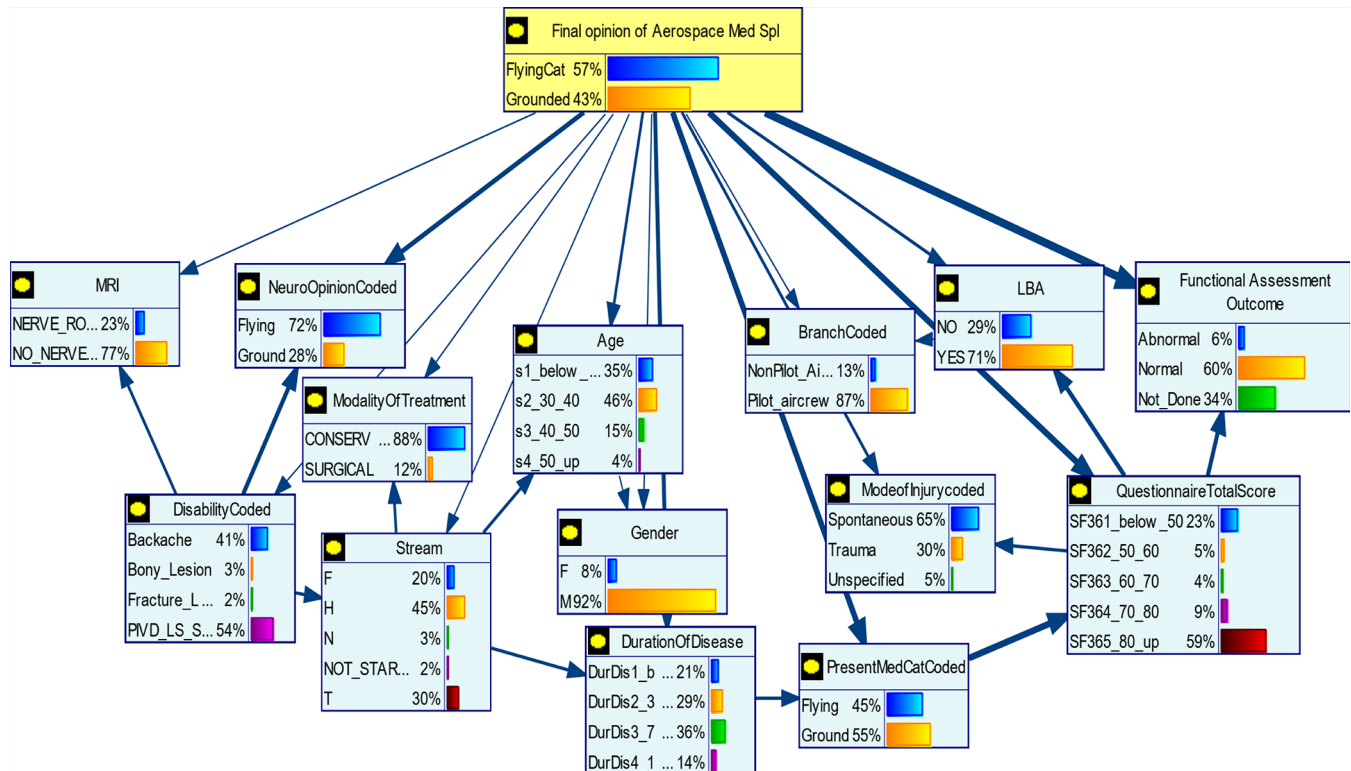 Final opinion of Aerospace Med Spl
FlyingCat 57%
Grounded 43%
MRI
NERVE_RO... 23%
NO_NERVE... 77%
NeuroOpinionCoded
Flying 72%
Ground 28%
ModalityOfTreatment
CONSERV ... 88%
SURGICAL 12%
Age
s1_below_... 35%
s2_30_40 46%
s3_40_50 15%
s4_50_up 4%
BranchCoded
NonPilot_Ai... 13%
Pilot_aircrew 87%
LBA
NO 29%
YES 71%
Functional Assessment
Outcome
Abnormal 6%
Normal 60%
Not_Done 34%
DisabilityCoded
Backache 41%
Bony_Lesion 3%
Fracture_L ... 2%
PIVD_LS_S... 54%
Stream
F 20%
H 45%
N 3%
NOT_STAR... 2%
T 30%
Gender
F 8%
M 92%
ModeofInjurycoded
Spontaneous 65%
Trauma 30%
Unspecified 5%
QuestionnaireTotalScore
SF361_below_50 23%
SF362_50_60 5%
SF363_60_70 4%
SF364_70_80 9%
SF365_80_up 59%
DurationOfDisease
DurDis1_b ... 21%
DurDis2_3 ... 29%
DurDis3_7 ... 36%
DurDis4_1 ... 14%
PresentMedCatCoded
Flying 45%
Ground 55%